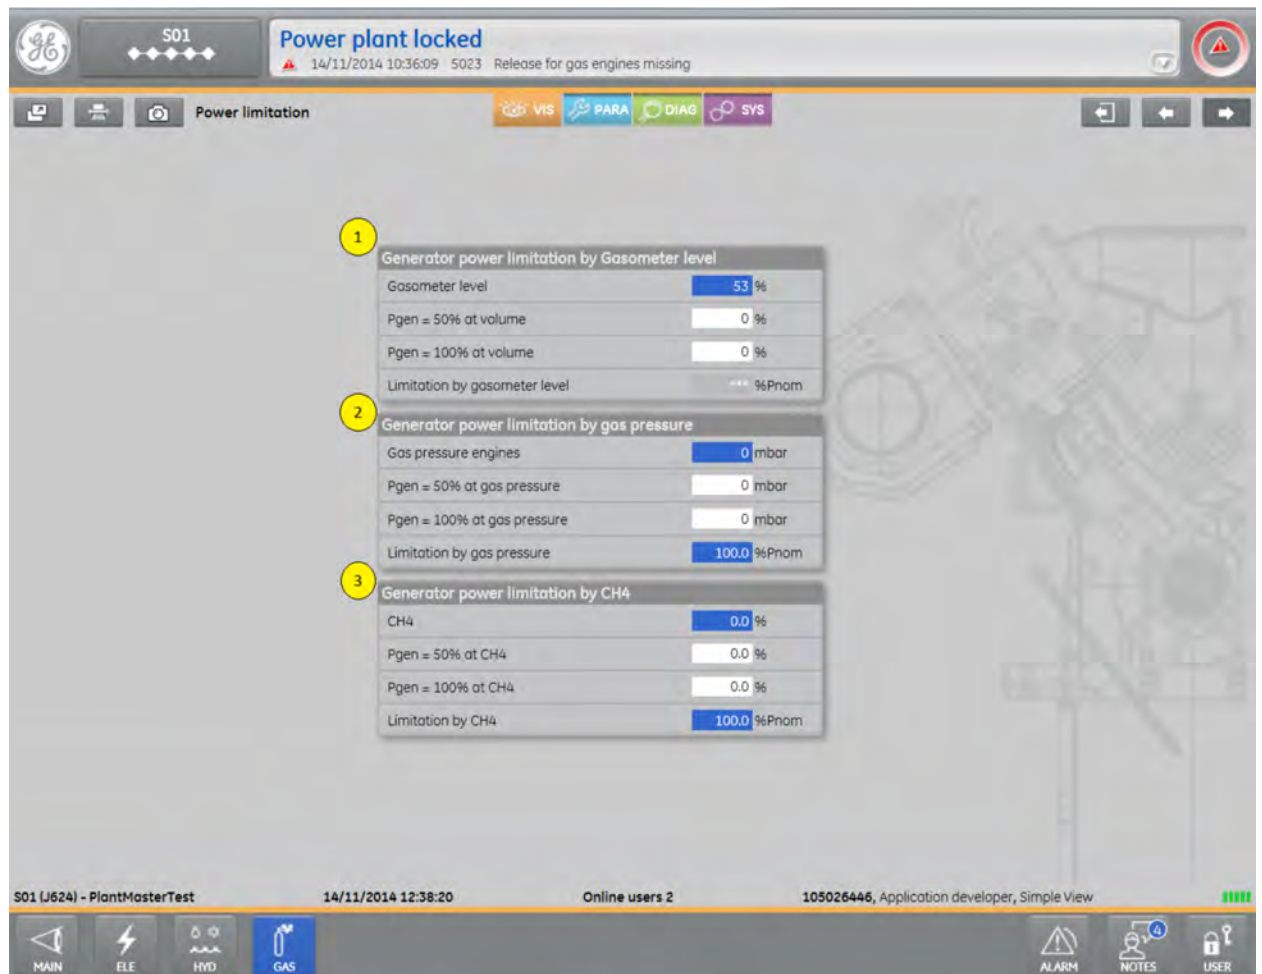 S01
Power plant locked
14/11/2014 10:36:09 5023 Release for gas engines missing
Power limitation
VIS PARA DIAG SYS
1
Generator power limitation by Gasometer level
Gasometer level 53 %
Pgen = 50% at volume 0 %
Pgen = 100% at volume 0 %
Limitation by gasometer level *** %Pnom
2
Generator power limitation by gas pressure
Gas pressure engines 0 mbar
Pgen = 50% at gas pressure 0 mbar
Pgen = 100% at gas pressure 0 mbar
Limitation by gas pressure 100.0 %Pnom
3
Generator power limitation by CH4
CH4 0.0 %
Pgen = 50% at CH4 0.0 %
Pgen = 100% at CH4 0.0 %
Limitation by CH4 100.0 %Pnom
S01 (J624) - PlantMasterTest 14/11/2014 12:38:20 Online users 2 105026446, Application developer, Simple View
4
MAIN ELE HYD GAS ALARM NOTES USER